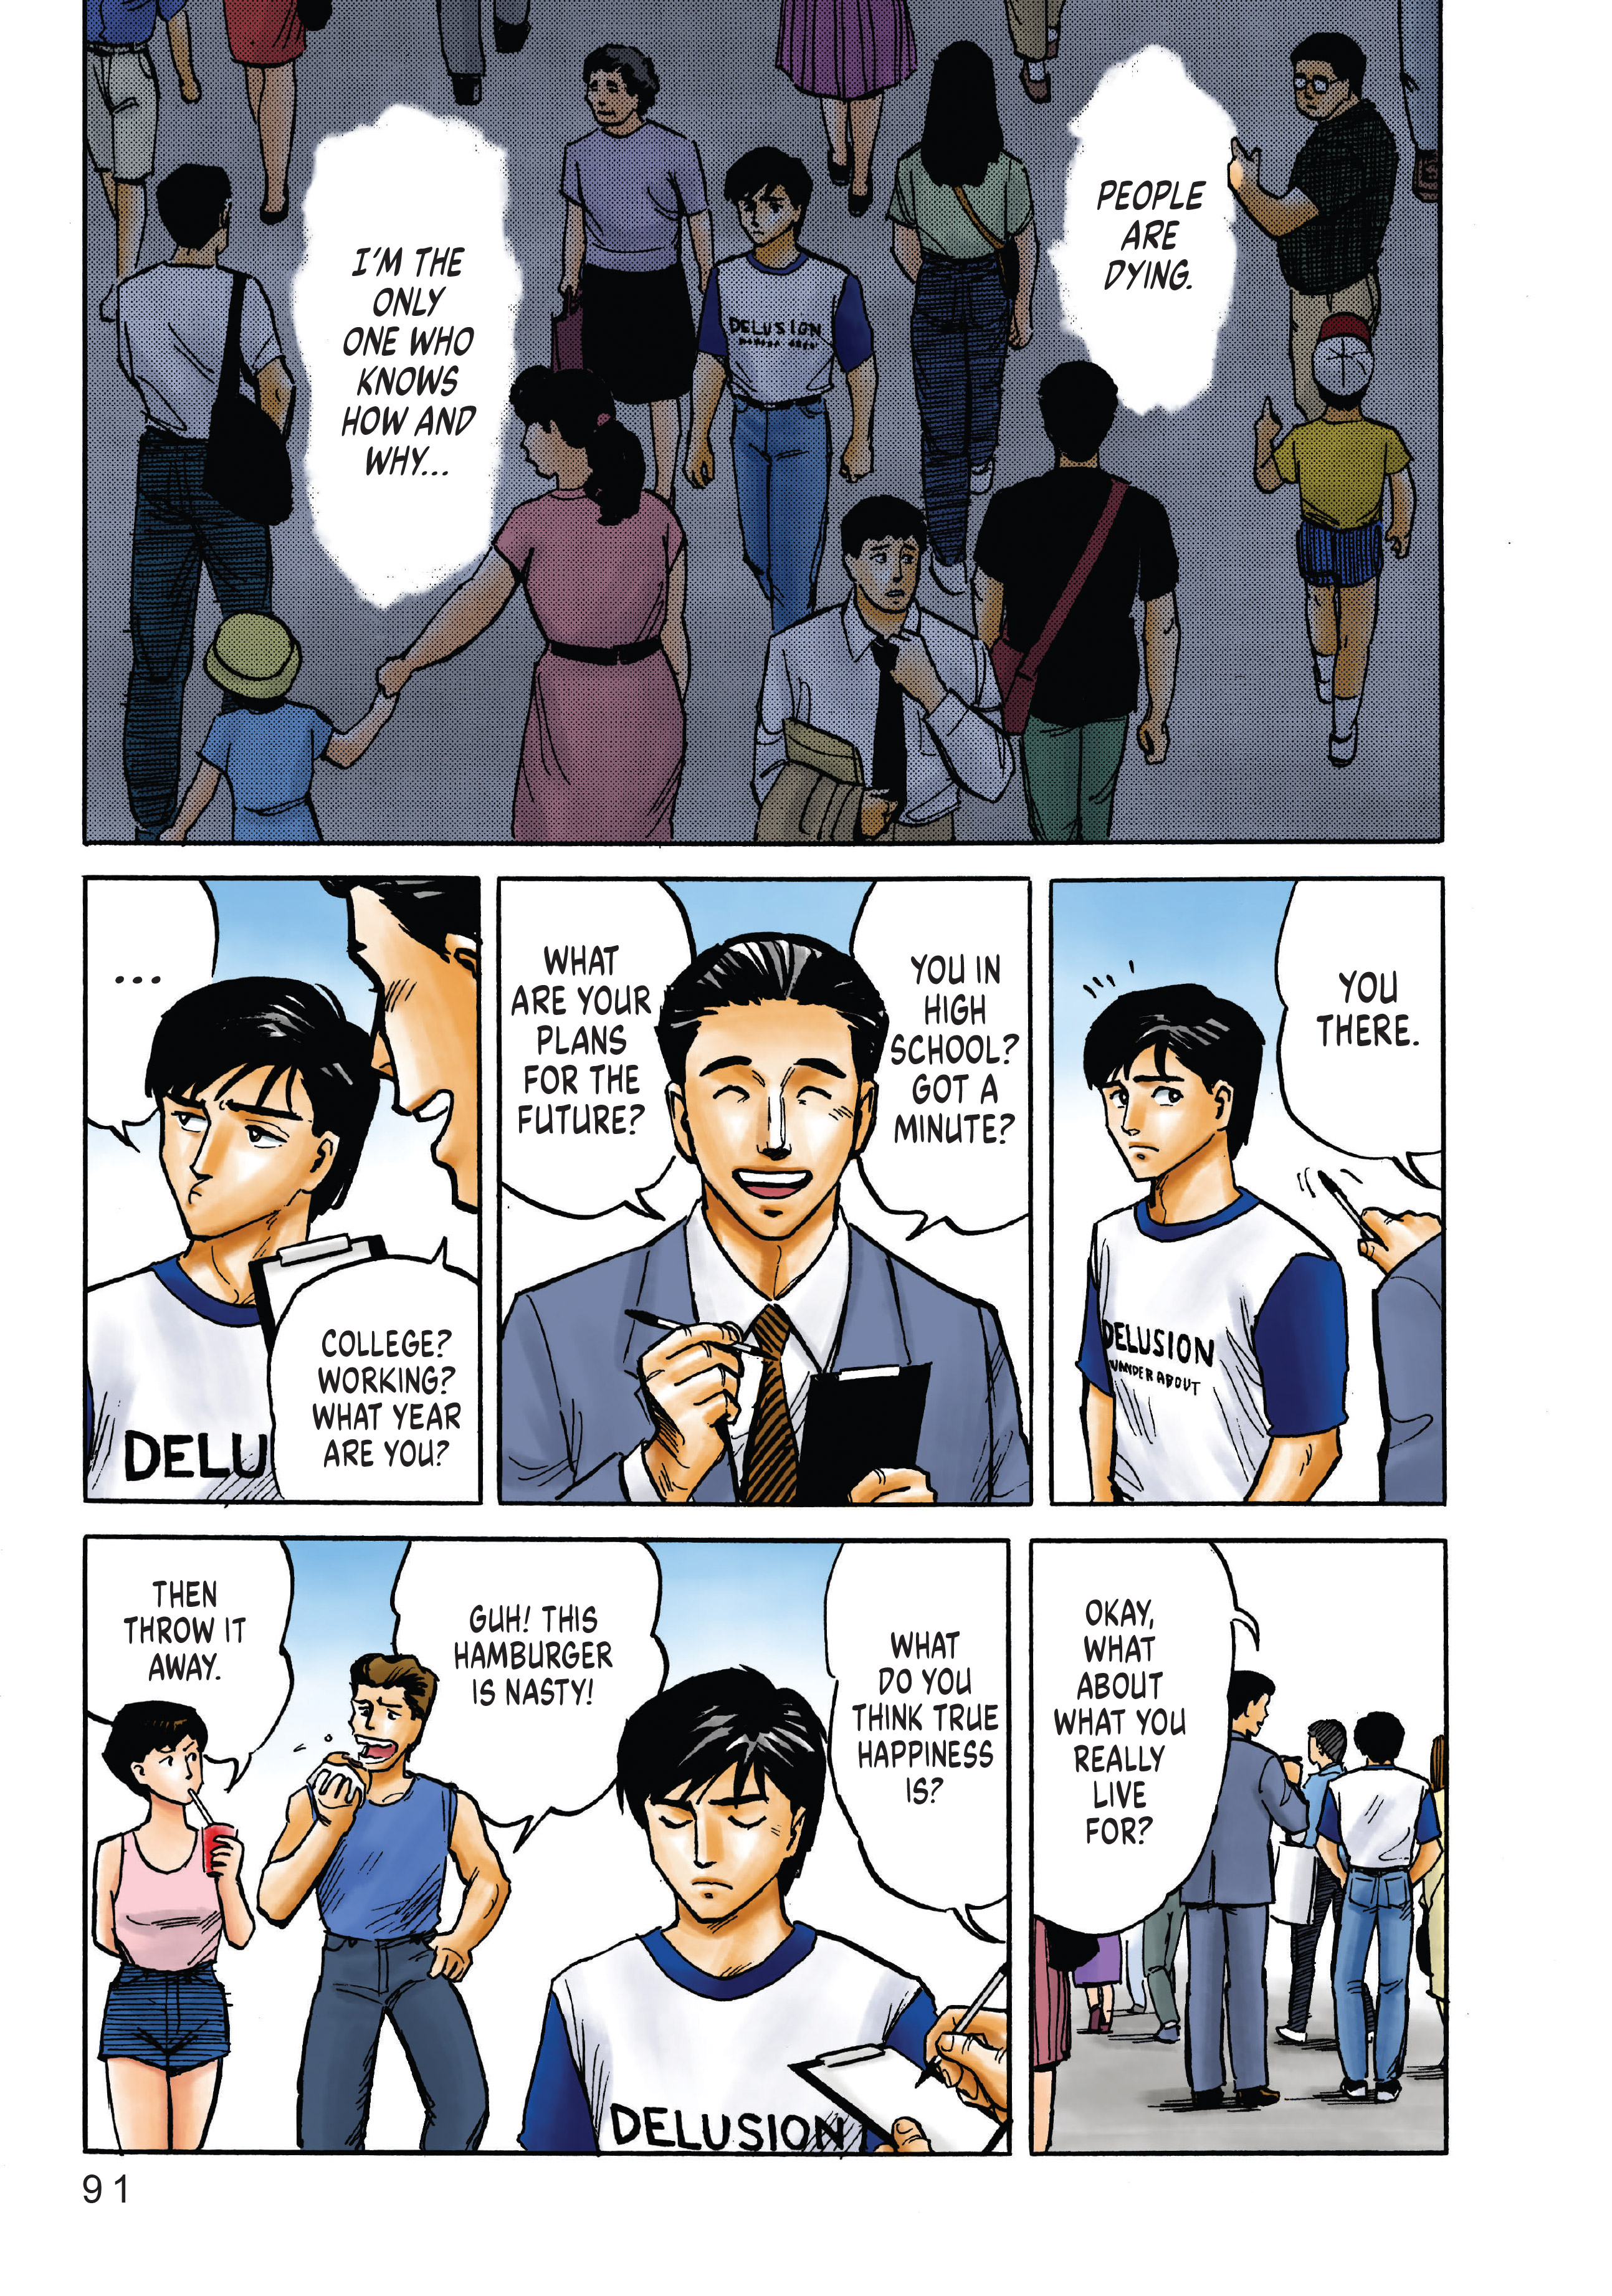 PEOPLE
ARE
DYING.
I'M THE
ONLY
ONE WHO
KNOWS
HOW AND
WHY...
DELUSION
YOU
THERE.
DELUSION
WANDER ABOUT
YOU IN
HIGH
SCHOOL?
GOT A
MINUTE?
WHAT
ARE YOUR
PLANS
FOR THE
FUTURE?
...
COLLEGE?
WORKING?
WHAT YEAR
ARE YOU?
DELU
OKAY,
WHAT
ABOUT
WHAT YOU
REALLY
LIVE
FOR?
WHAT
DO YOU
THINK TRUE
HAPPINESS
IS?
GUH! THIS
HAMBURGER
IS NASTY!
THEN
THROW IT
AWAY.
DELUSION
91